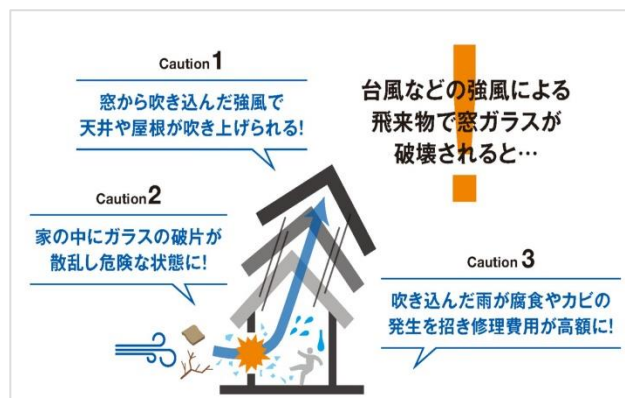 Caution 1
窓から吹き込んだ強風で
天井や屋根が吹き上げられる!
台風などの強風による
飛来物で窓ガラスが
破壊されると…
!
Caution 2
家の中にガラスの破片が
散乱し危険な状態に!
Caution 3
吹き込んだ雨が腐食やカビの
発生を招き修理費用が高額に!